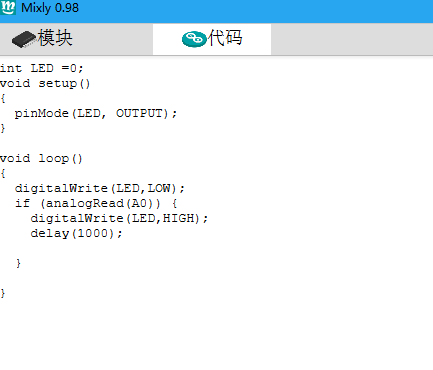 Mixly 0.98
模块 代码
int LED =0;
void setup()
{
  pinMode(LED, OUTPUT);
}
void loop()
{
  digitalWrite(LED,LOW);
  if (analogRead(A0)) {
    digitalWrite(LED,HIGH);
    delay(1000);
  }
}